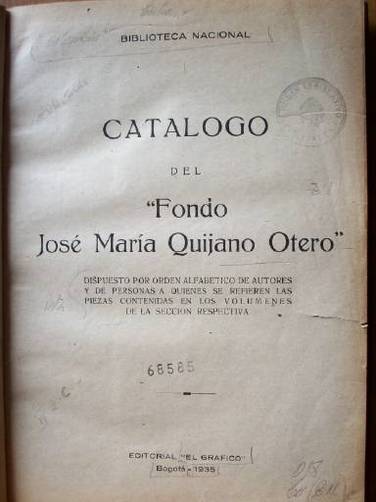 BIBLIOTECA NACIONAL
CATALOGO
DEL
"Fondo
José María Quijano Otero"
DISPUESTO POR ORDEN ALFABETICO DE AUTORES
Y DE PERSONAS A QUIENES SE REFIEREN LAS
PIEZAS CONTENIDAS EN LOS VOLUMENES
DE LA SECCION RESPECTIVA
68585
EDITORIAL "EL GRAFICO"
Bogotá-1935